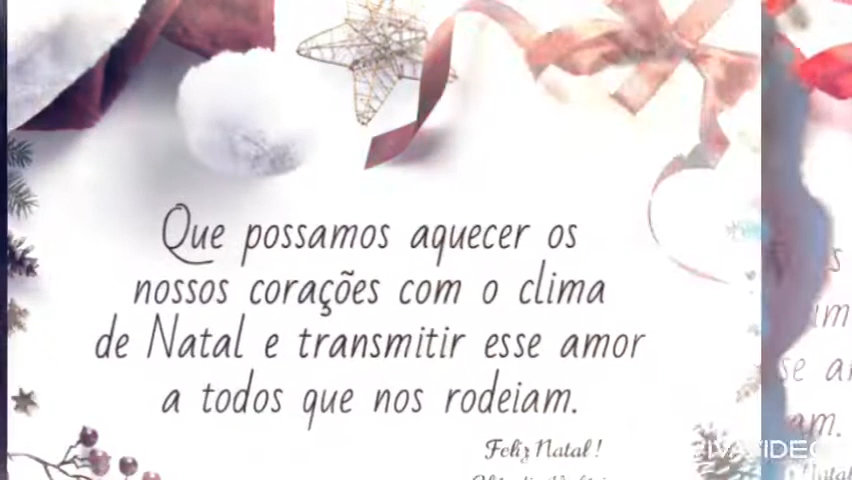 Que possamos aquecer os
nossos corações com o clima
de Natal e transmitir esse amor
a todos que nos rodeiam.
Feliz Natal!